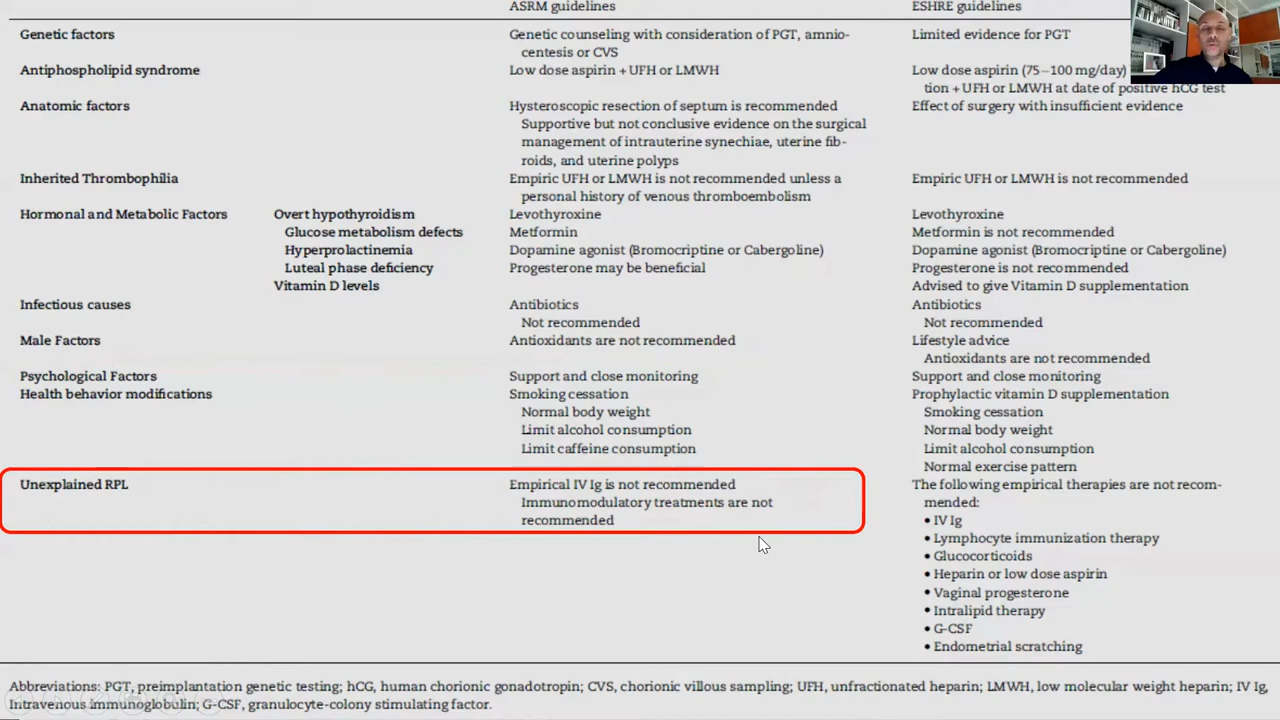 ASRM guidelines ESHRE guidelines
Genetic factors Genetic counseling with consideration of PGT, amnio- Limited evidence for PGT
centesis or CVS
Antiphospholipid syndrome Low dose aspirin + UFH or LMWH Low dose aspirin (75–100 mg/day)
tion + UFH or LMWH at date of positive hCG test
Anatomic factors Hysteroscopic resection of septum is recommended Effect of surgery with insufficient evidence
Supportive but not conclusive evidence on the surgical
management of intrauterine synechiae, uterine fib-
roids, and uterine polyps
Inherited Thrombophilia Empiric UFH or LMWH is not recommended unless a Empiric UFH or LMWH is not recommended
personal history of venous thromboembolism
Hormonal and Metabolic Factors Overt hypothyroidism Levothyroxine Levothyroxine
Glucose metabolism defects Metformin Metformin is not recommended
Hyperprolactinemia Dopamine agonist (Bromocriptine or Cabergoline) Dopamine agonist (Bromocriptine or Cabergoline)
Luteal phase deficiency Progesterone may be beneficial Progesterone is not recommended
Vitamin D levels Advised to give Vitamin D supplementation
Infectious causes Antibiotics Antibiotics
Not recommended Not recommended
Male Factors Antioxidants are not recommended Lifestyle advice
Antioxidants are not recommended
Psychological Factors Support and close monitoring Support and close monitoring
Health behavior modifications Smoking cessation Prophylactic vitamin D supplementation
Normal body weight Smoking cessation
Limit alcohol consumption Normal body weight
Limit caffeine consumption Limit alcohol consumption
Normal exercise pattern
Unexplained RPL Empirical IV Ig is not recommended The following empirical therapies are not recom-
Immunomodulatory treatments are not mended:
recommended • IV Ig
• Lymphocyte immunization therapy
• Glucocorticoids
• Heparin or low dose aspirin
• Vaginal progesterone
• Intralipid therapy
• G-CSF
• Endometrial scratching
Abbreviations: PGT, preimplantation genetic testing; hCG, human chorionic gonadotropin; CVS, chorionic villous sampling; UFH, unfractionated heparin; LMWH, low molecular weight heparin; IV Ig,
Intravenous immunoglobulin; G-CSF, granulocyte-colony stimulating factor.